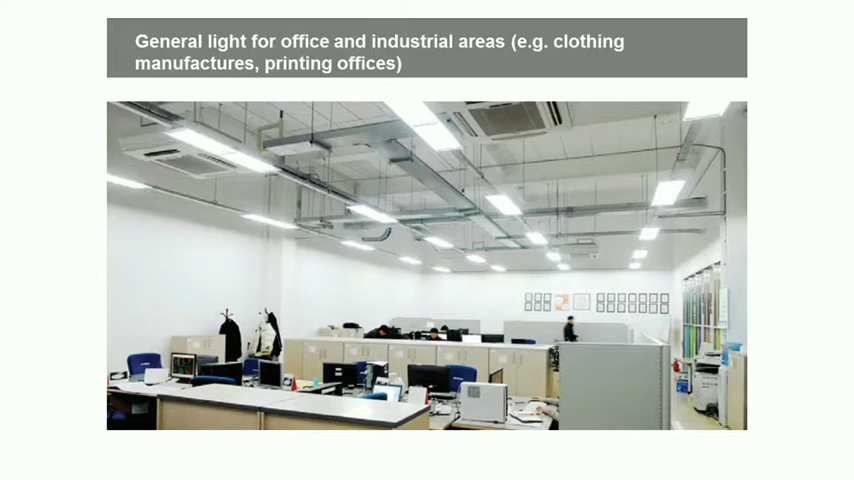 General light for office and industrial areas (e.g. clothing
manufactures, printing offices)